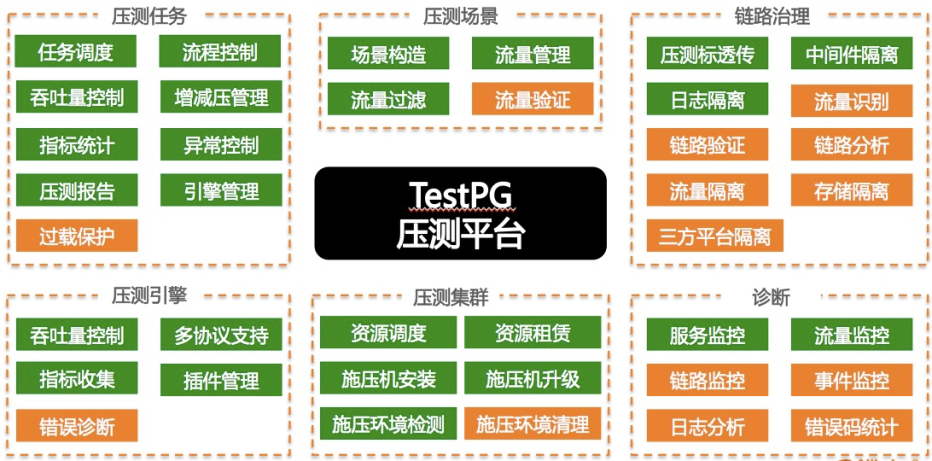 压测任务
任务调度
流程控制
吞吐量控制
增减压管理
指标统计
异常控制
压测报告
引擎管理
过载保护
压测场景
场景构造
流量管理
流量过滤
流量验证
链路治理
压测标透传
中间件隔离
日志隔离
流量识别
链路验证
链路分析
流量隔离
存储隔离
三方平台隔离
TestPG
压测平台
压测引擎
吞吐量控制
多协议支持
指标收集
插件管理
错误诊断
压测集群
资源调度
资源租赁
施压机安装
施压机升级
施压环境检测
施压环境清理
诊断
服务监控
流量监控
链路监控
事件监控
日志分析
错误码统计